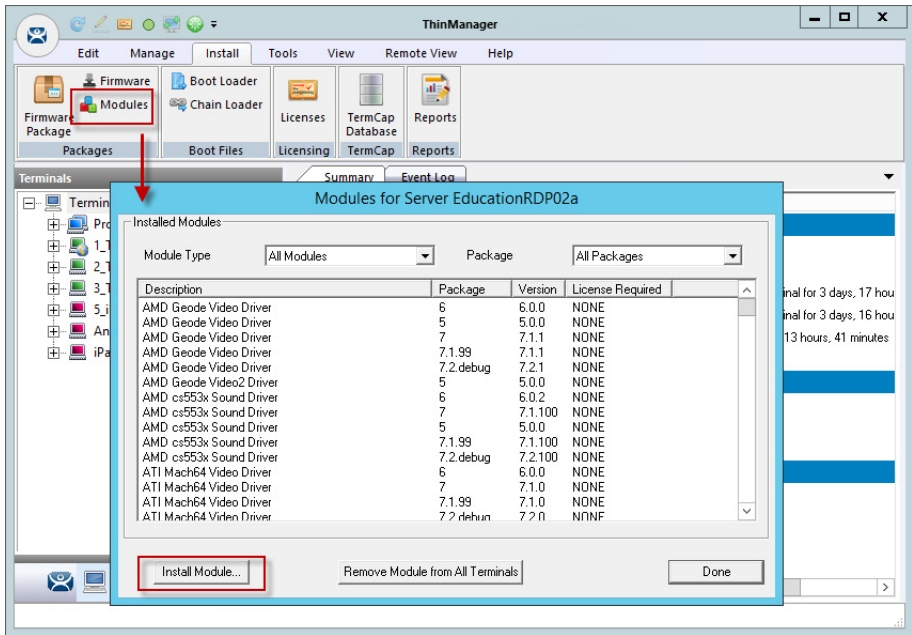 ThinManager
Edit Manage Install Tools View Remote View Help
Firmware Boot Loader
Modules Chain Loader
Firmware Package Licenses TermCap Database Reports
Packages Boot Files Licensing TermCap Reports
Terminals Summary Event Log
Modules for Server EducationRDP02a
Termin
Pro
1_T
2_T
3_T
5_i
An
iPa
Installed Modules
Module Type All Modules Package All Packages
Description Package Version License Required
AMD Geode Video Driver 6 6.0.0 NONE
AMD Geode Video Driver 5 5.0.0 NONE
AMD Geode Video Driver 7 7.1.1 NONE
AMD Geode Video Driver 7.1.99 7.1.1 NONE
AMD Geode Video Driver 7.2.debug 7.2.1 NONE
AMD Geode Video2 Driver 5 5.0.0 NONE
AMD cs553x Sound Driver 6 6.0.2 NONE
AMD cs553x Sound Driver 7 7.1.100 NONE
AMD cs553x Sound Driver 5 5.0.0 NONE
AMD cs553x Sound Driver 7.1.99 7.1.100 NONE
AMD cs553x Sound Driver 7.2.debug 7.2.100 NONE
ATI Mach64 Video Driver 6 6.0.0 NONE
ATI Mach64 Video Driver 7 7.1.0 NONE
ATI Mach64 Video Driver 7.1.99 7.1.0 NONE
ATI Mach64 Video Driver 7.2.debug 7.2.0 NONE
inal for 3 days, 17 hou
inal for 3 days, 16 hou
13 hours, 41 minutes
Install Module... Remove Module from All Terminals Done